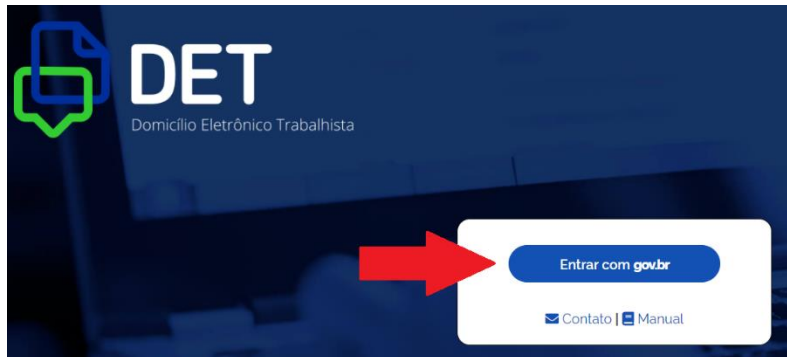 DET
Domicílio Eletrônico Trabalhista
Entrar com gov.br
Contato | Manual